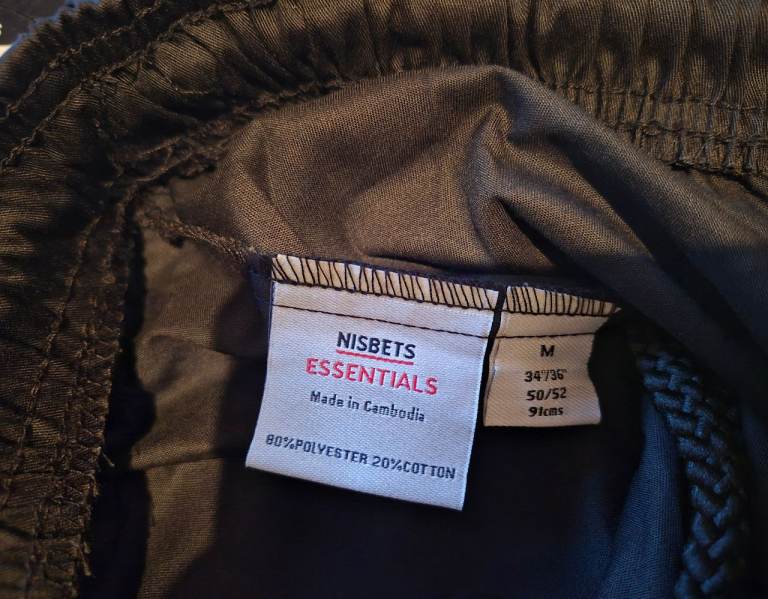 NISBETS
ESSENTIALS
Made in Cambodia
80%POLYESTER 20%COTTON
M
34"/36"
50/52
91cms